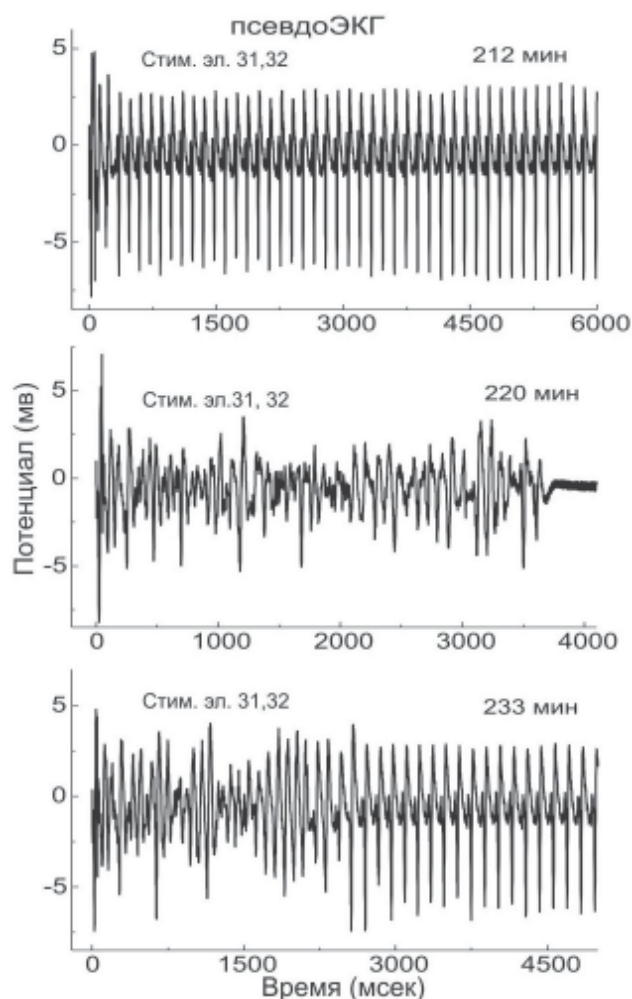 псевдоЭКГ
Стим. эл. 31,32
212 мин
5
0
-5
0
1500
3000
4500
6000
Стим. эл.31, 32
220 мин
5
0
-5
0
1000
2000
3000
4000
Потенциал (мв)
Стим. эл. 31,32
233 мин
5
0
-5
0
1500
3000
4500
Время (мсек)